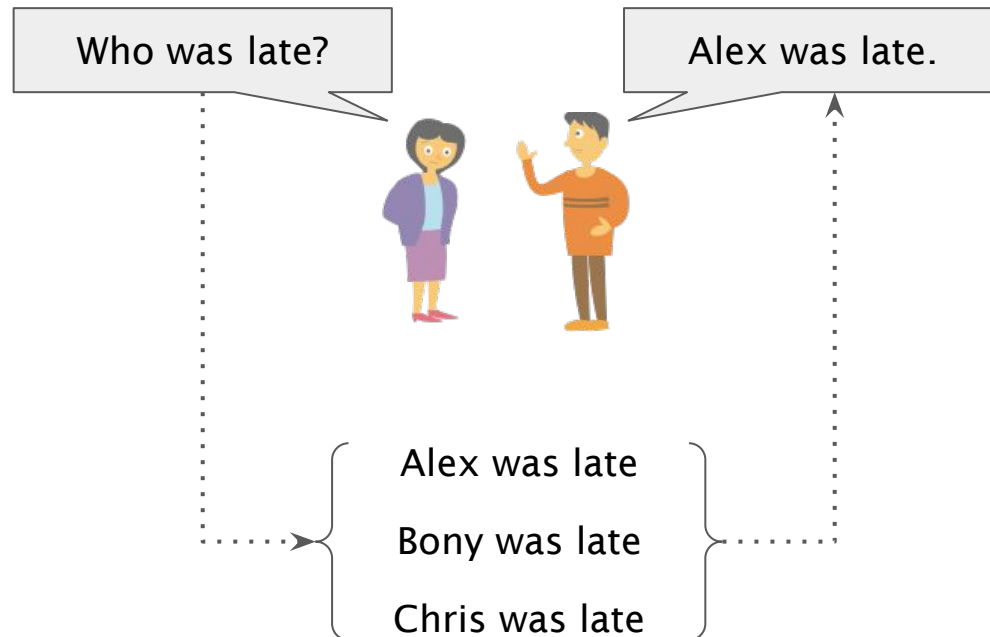 Who was late?
Alex was late.
Alex was late
Bony was late
Chris was late